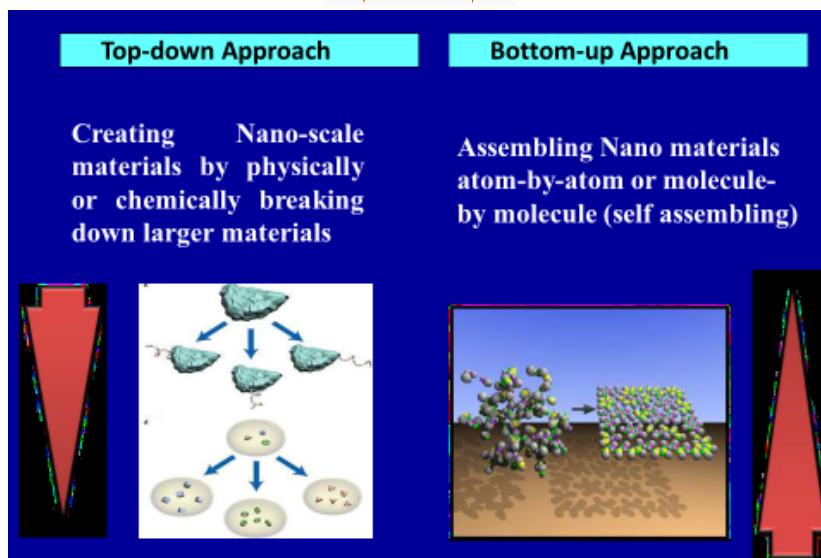 Top-down Approach
Bottom-up Approach
Creating Nano-scale
materials by physically
or chemically breaking
down larger materials
Assembling Nano materials
atom-by-atom or molecule-
by molecule (self assembling)